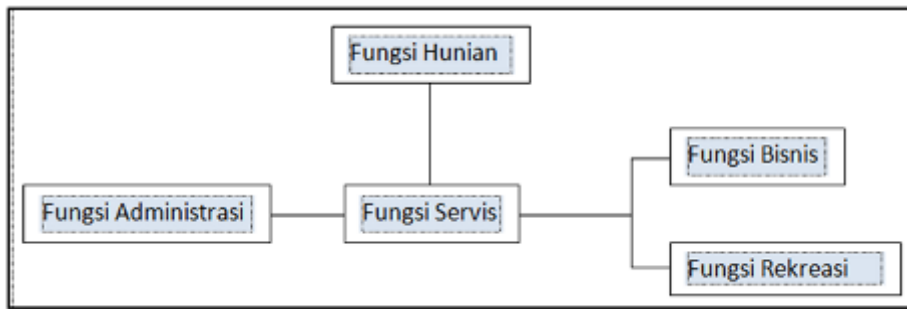 Fungsi Hunian
Fungsi Bisnis
Fungsi Administrasi
Fungsi Servis
Fungsi Rekreasi